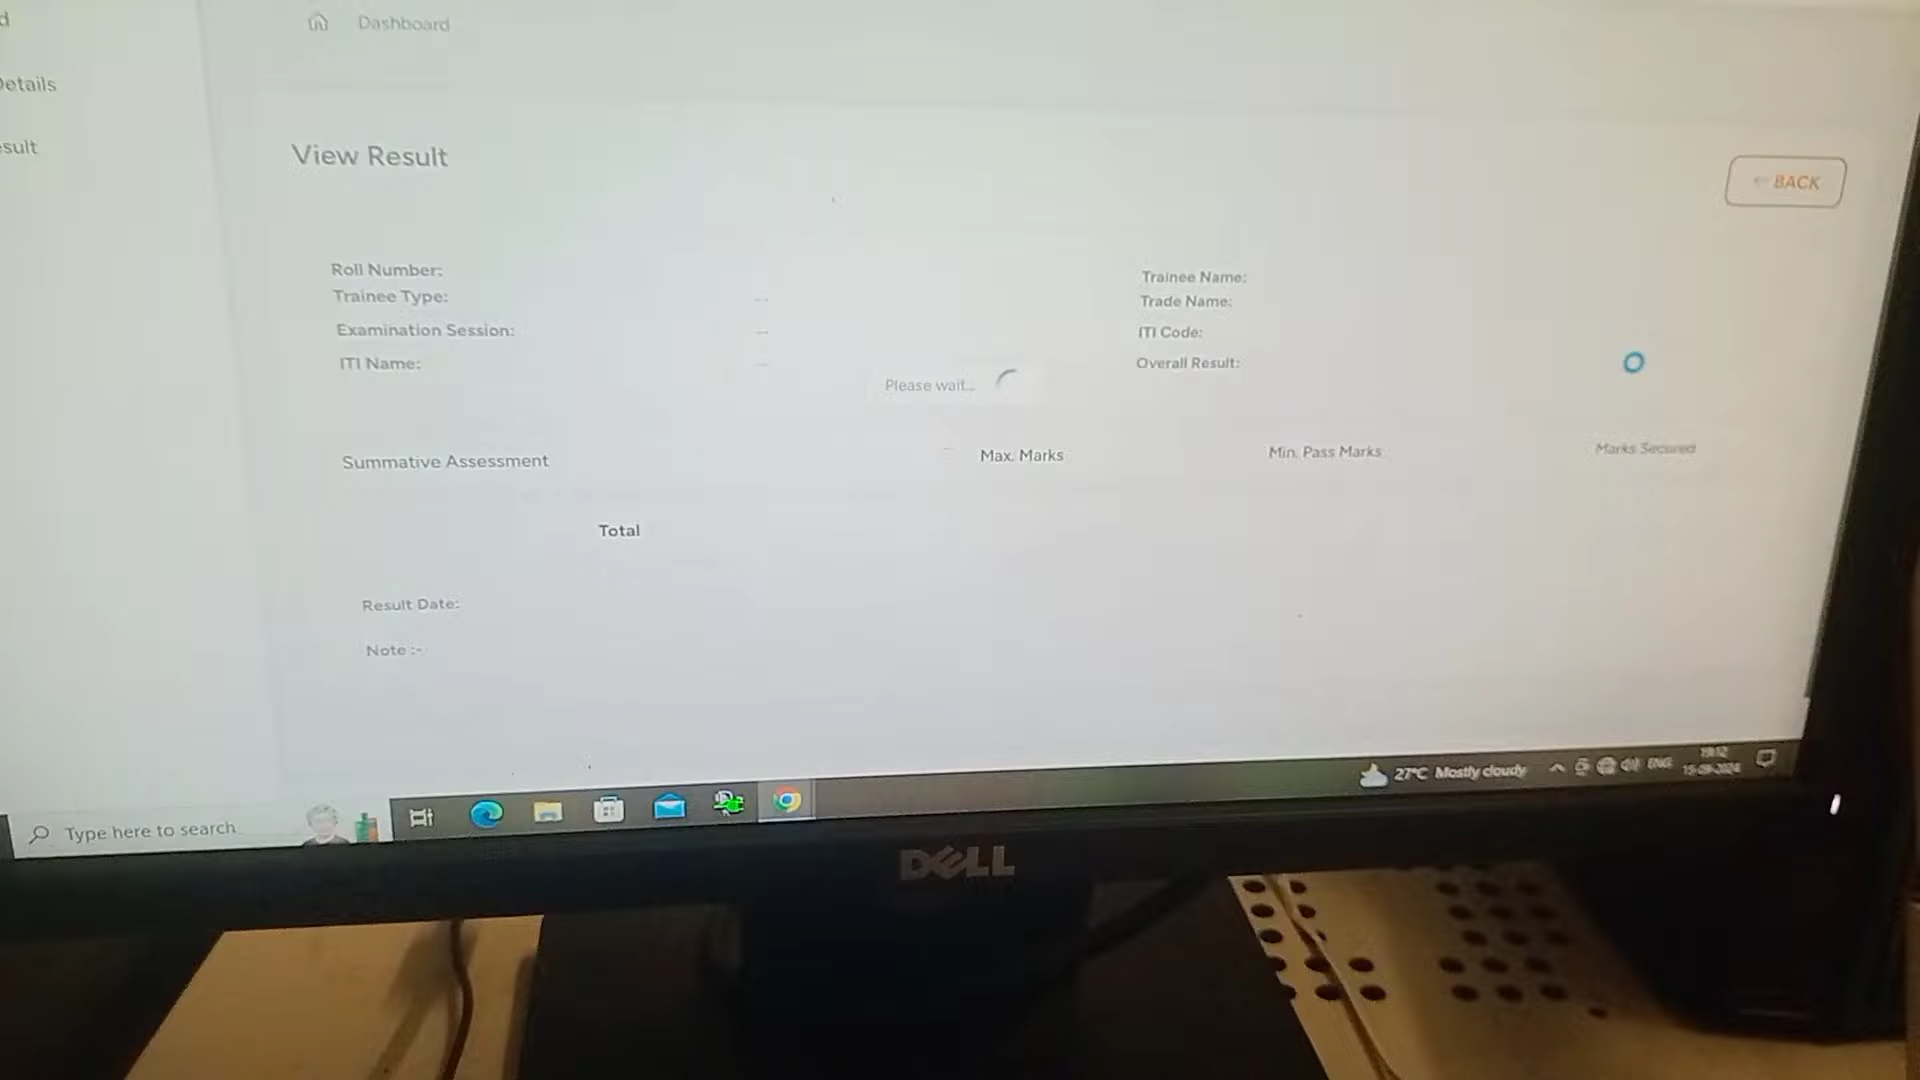 Dashboard
Details
View Result
BACK
Roll Number:
Trainee Name:
Trainee Type: --
Trade Name:
Examination Session: --
ITI Code:
ITI Name: --
Overall Result:
Please wait...
Summative Assessment
Max. Marks
Min. Pass Marks
Marks Secured
Total
Result Date:
Note :-
Type here to search
27°C Mostly cloudy
ENG
DELL